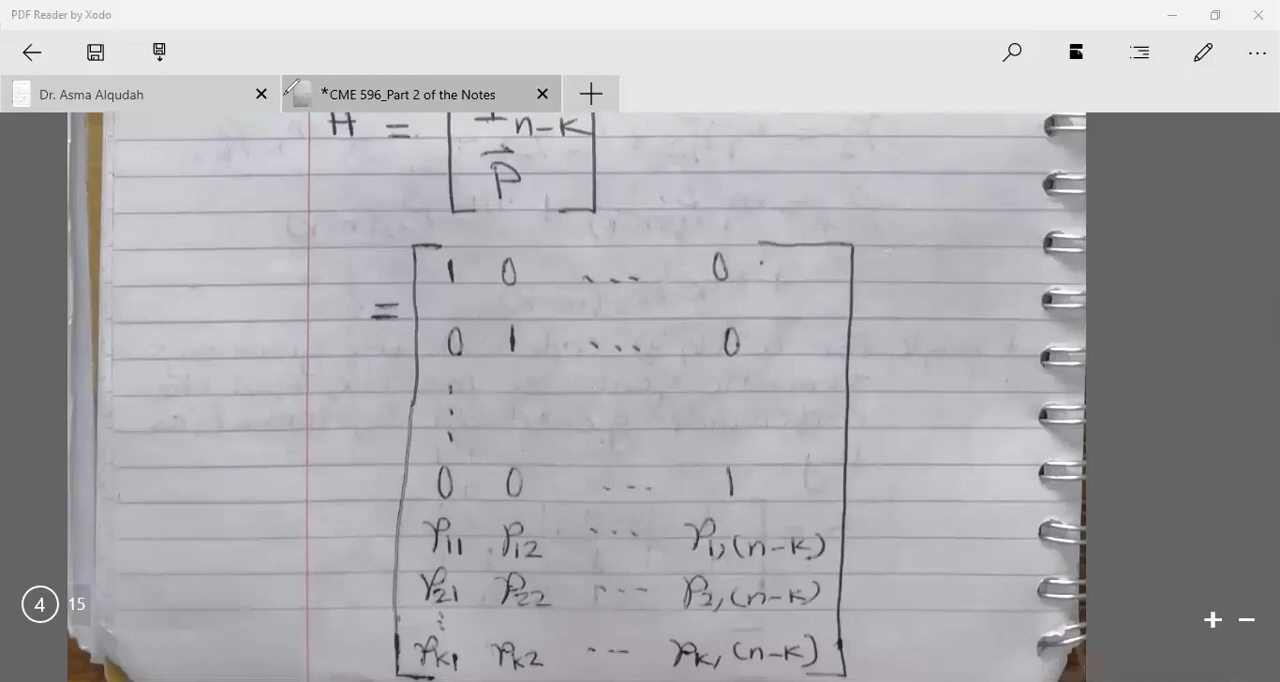 PDF Reader by Xodo
Dr. Asma Alqudah
*CME 596_Part 2 of the Notes
H = [ I n-k
P ]
= [ 1 0 ... 0
0 1 ... 0
⋮
0 0 ... 1
P11 P12 ... P1,(n-k)
P21 P22 ... P2,(n-k)
⋮
Pk1 Pk2 ... Pk,(n-k) ]
4 15